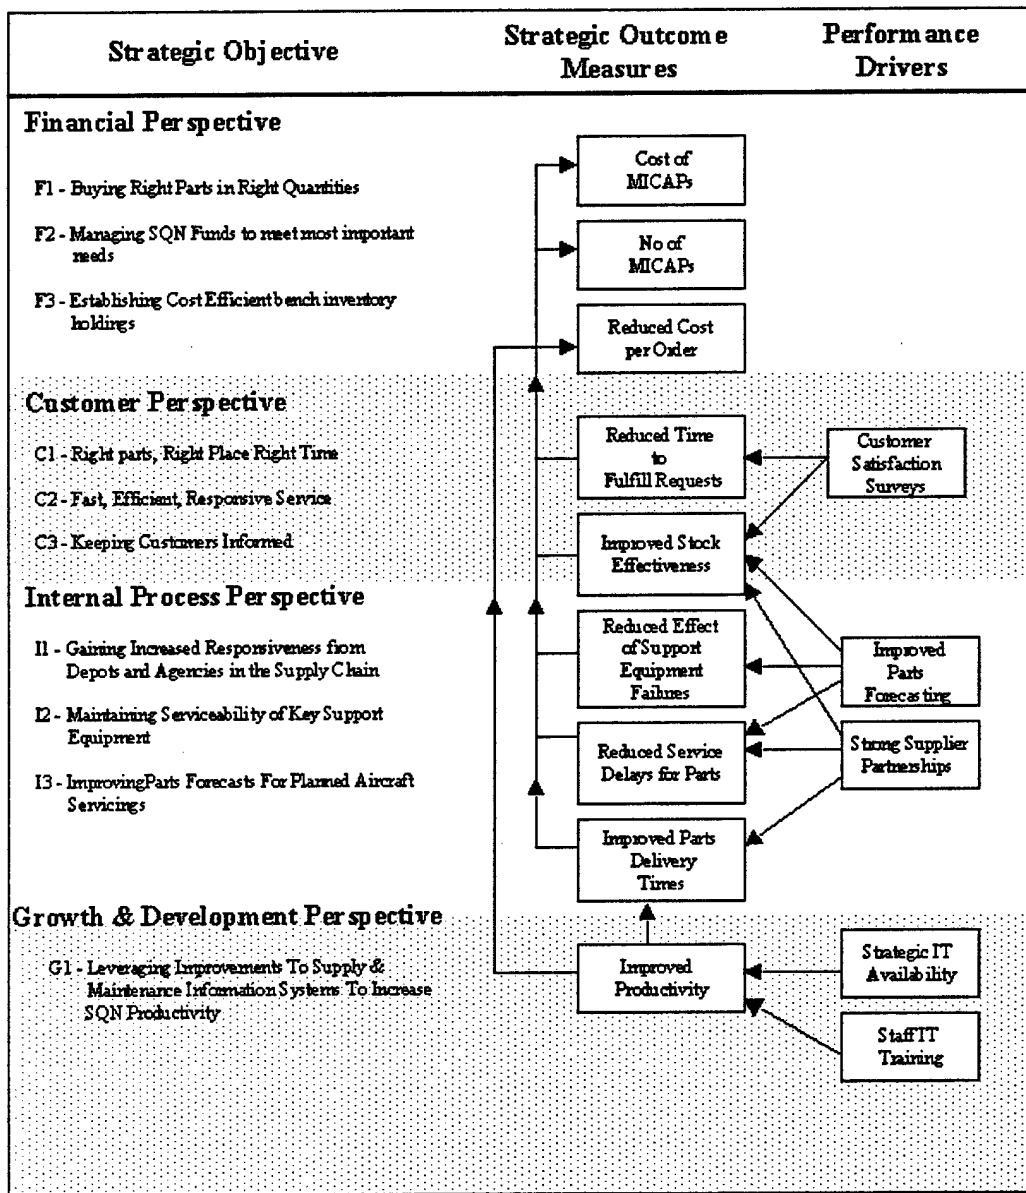 Strategic Objective
Strategic Outcome
Measures
Performance
Drivers
Financial Perspective
F1 - Buying Right Parts in Right Quantities
F2 - Managing SQN Funds to meet most important
needs
F3 - Establishing Cost Efficient bench inventory
holdings
Cost of
MICAPs
No of
MICAPs
Reduced Cost
per Order
Customer Perspective
C1 - Right parts, Right Place Right Time
C2 - Fast, Efficient, Responsive Service
C3 - Keeping Customers Informed
Reduced Time
to
Fulfill Requests
Improved Stock
Effectiveness
Customer
Satisfaction
Surveys
Internal Process Perspective
I1 - Gaining Increased Responsiveness from
Depots and Agencies in the Supply Chain
I2 - Maintaining Serviceability of Key Support
Equipment
I3 - ImprovingParts Forecasts For Planned Aircraft
Servicings
Reduced Effect
of Support
Equipment
Failures
Reduced Service
Delays for Parts
Improved Parts
Delivery
Times
Improved
Parts
Forecasting
Strong Supplier
Partnerships
Growth & Development Perspective
G1 - Leveraging Improvements To Supply &
Maintenance Information Systems To Increase
SQN Productivity
Improved
Productivity
Strategic IT
Availability
Staff IT
Training